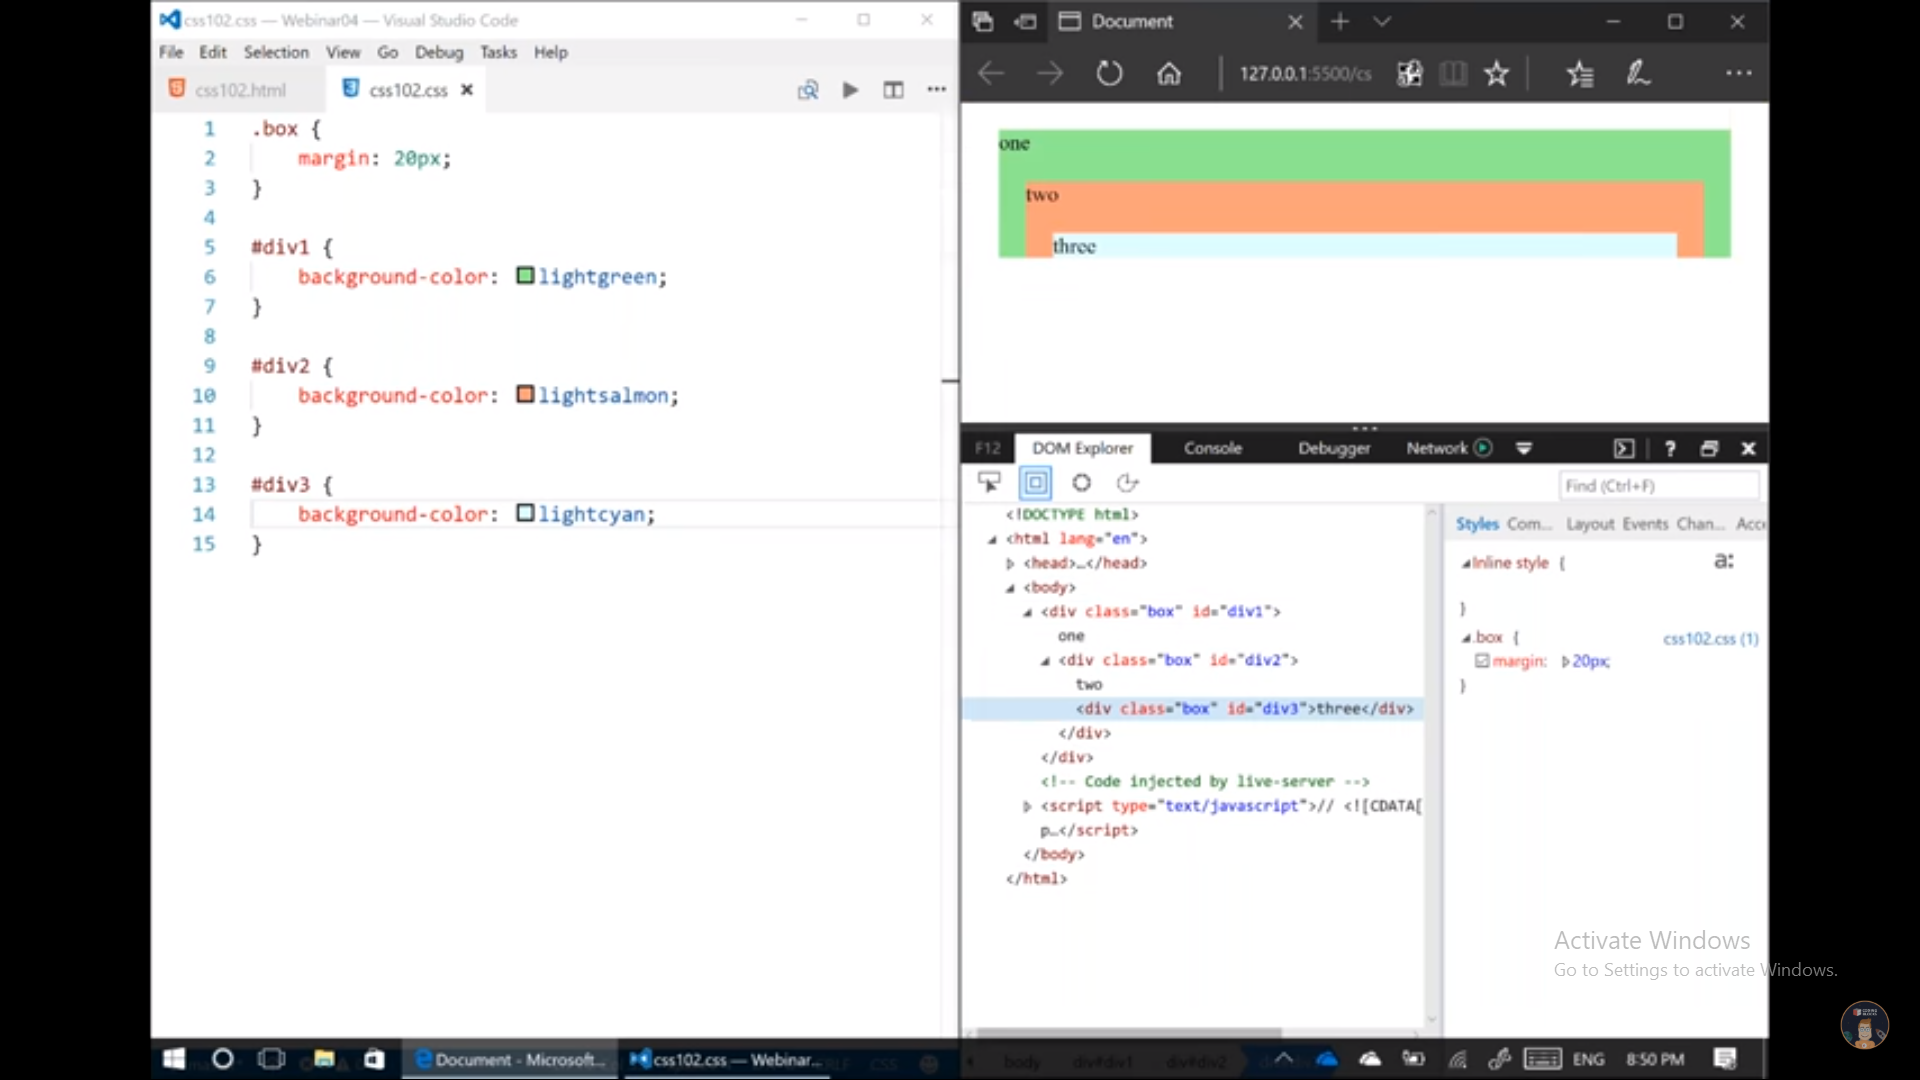 css102.css — Webinar04 — Visual Studio Code
File Edit Selection View Go Debug Tasks Help
css102.html css102.css
1 .box {
2 margin: 20px;
3 }
4
5 #div1 {
6 background-color: lightgreen;
7 }
8
9 #div2 {
10 background-color: lightsalmon;
11 }
12
13 #div3 {
14 background-color: lightcyan;
15 }
Document
127.0.0.1:5500/cs
one
two
three
F12 DOM Explorer Console Debugger Network
Find (Ctrl+F)
<!DOCTYPE html>
<html lang="en">
<head>…</head>
<body>
<div class="box" id="div1">
one
<div class="box" id="div2">
two
<div class="box" id="div3">three</div>
</div>
</div>
<!-- Code injected by live-server -->
<script type="text/javascript">// <![CDATA[
p…</script>
</body>
</html>
Styles Com... Layout Events Chan... Acce
Inline style { a:
}
.box { css102.css (1)
margin: 20px;
}
Activate Windows
Go to Settings to activate Windows.
Document - Microsoft... css102.css — Webinar... CSS body div#div1 div#div2 ENG 8:50 PM